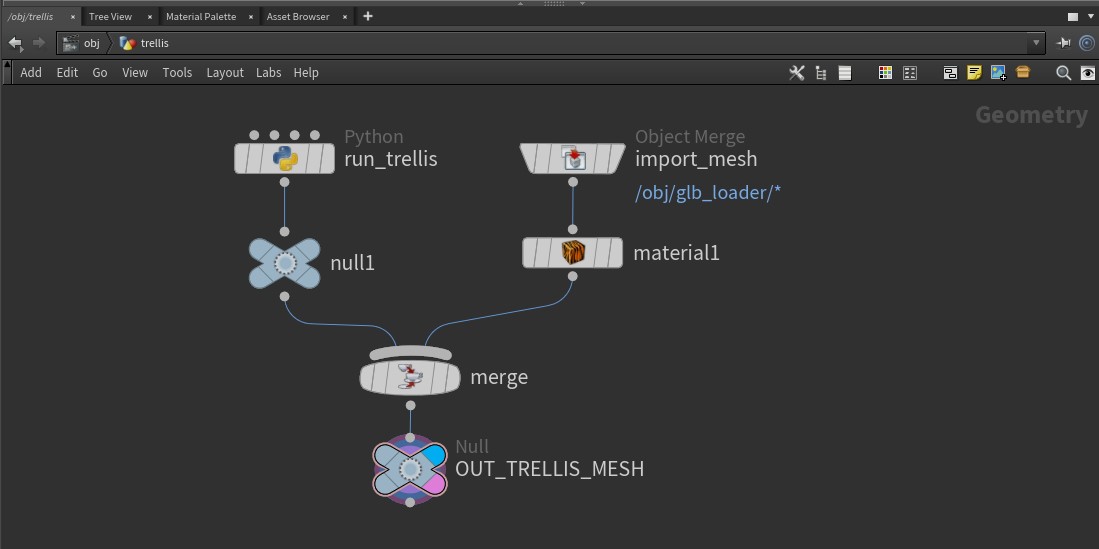 /obj/trellis × Tree View × Material Palette × Asset Browser × +
obj trellis
Add Edit Go View Tools Layout Labs Help
Geometry
Python
run_trellis
Object Merge
import_mesh
/obj/glb_loader/*
null1
material1
merge
Null
OUT_TRELLIS_MESH